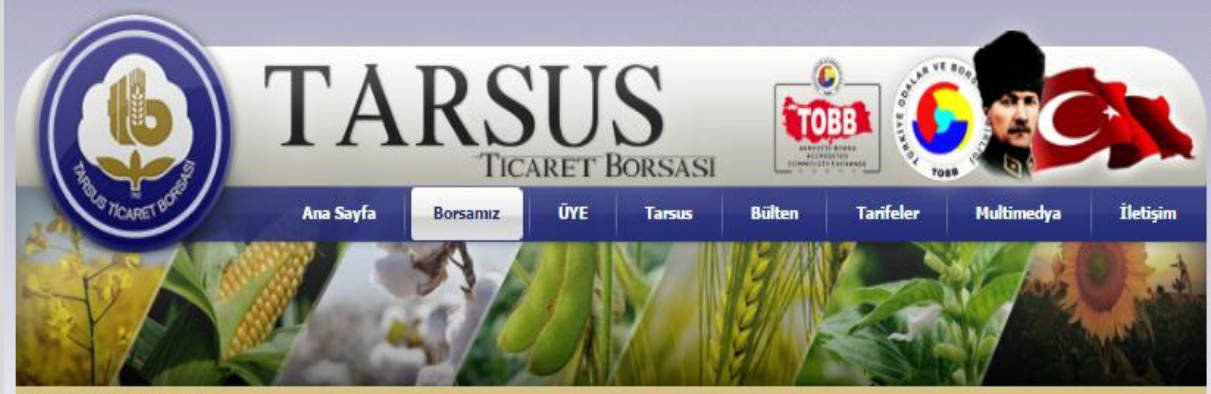 TARSUS TİCARET BORSASI
TARSUS
TİCARET BORSASI
TOBB
TÜRKİYE ODALAR VE BORSALAR BİRLİĞİ
TOBB
Ana Sayfa
Borsamız
ÜYE
Tarsus
Bülten
Tarifeler
Multimedya
İletişim